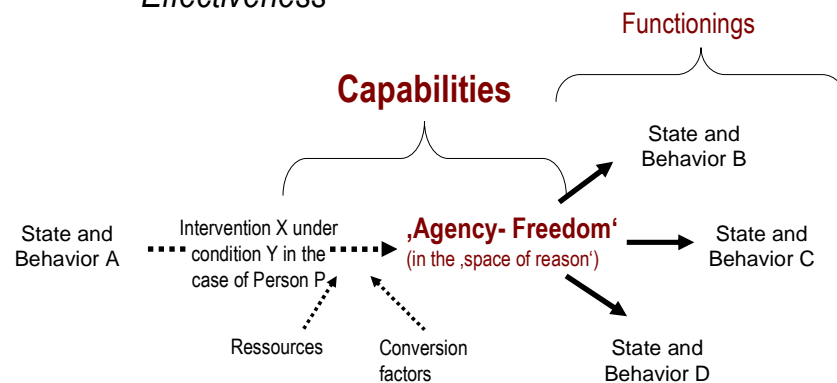 Effectiveness
Functionings
Capabilities
State and
Behavior B
State and
Behavior A
Intervention X under
condition Y in the
case of Person P
‚Agency- Freedom‘
(in the ‚space of reason‘)
State and
Behavior C
Ressources
Conversion
factors
State and
Behavior D